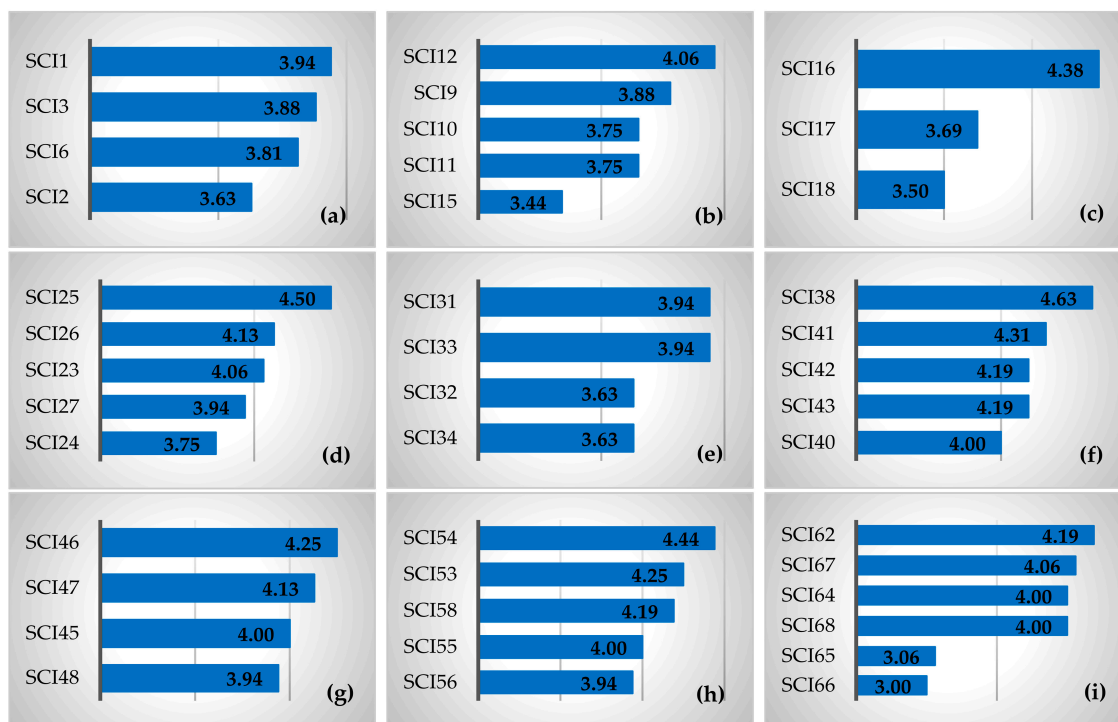 SCI1 3.94
SCI3 3.88
SCI6 3.81
SCI2 3.63
(a)
SCI12 4.06
SCI9 3.88
SCI10 3.75
SCI11 3.75
SCI15 3.44
(b)
SCI16 4.38
SCI17 3.69
SCI18 3.50
(c)
SCI25 4.50
SCI26 4.13
SCI23 4.06
SCI27 3.94
SCI24 3.75
(d)
SCI31 3.94
SCI33 3.94
SCI32 3.63
SCI34 3.63
(e)
SCI38 4.63
SCI41 4.31
SCI42 4.19
SCI43 4.19
SCI40 4.00
(f)
SCI46 4.25
SCI47 4.13
SCI45 4.00
SCI48 3.94
(g)
SCI54 4.44
SCI53 4.25
SCI58 4.19
SCI55 4.00
SCI56 3.94
(h)
SCI62 4.19
SCI67 4.06
SCI64 4.00
SCI68 4.00
SCI65 3.06
SCI66 3.00
(i)